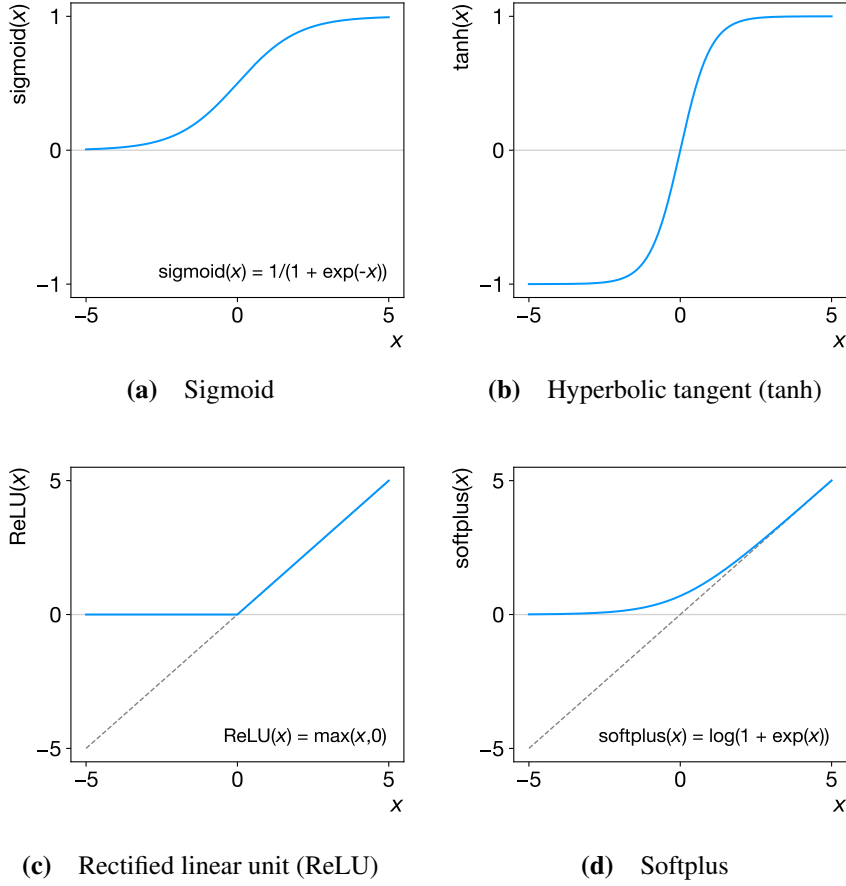 sigmoid(x)
1
0
−1
sigmoid(x) = 1/(1 + exp(-x))
−5
0
5
x
(a) Sigmoid
tanh(x)
1
0
−1
−5
0
5
x
(b) Hyperbolic tangent (tanh)
ReLU(x)
5
0
−5
ReLU(x) = max(x,0)
−5
0
5
x
(c) Rectified linear unit (ReLU)
softplus(x)
5
0
−5
softplus(x) = log(1 + exp(x))
−5
0
5
x
(d) Softplus